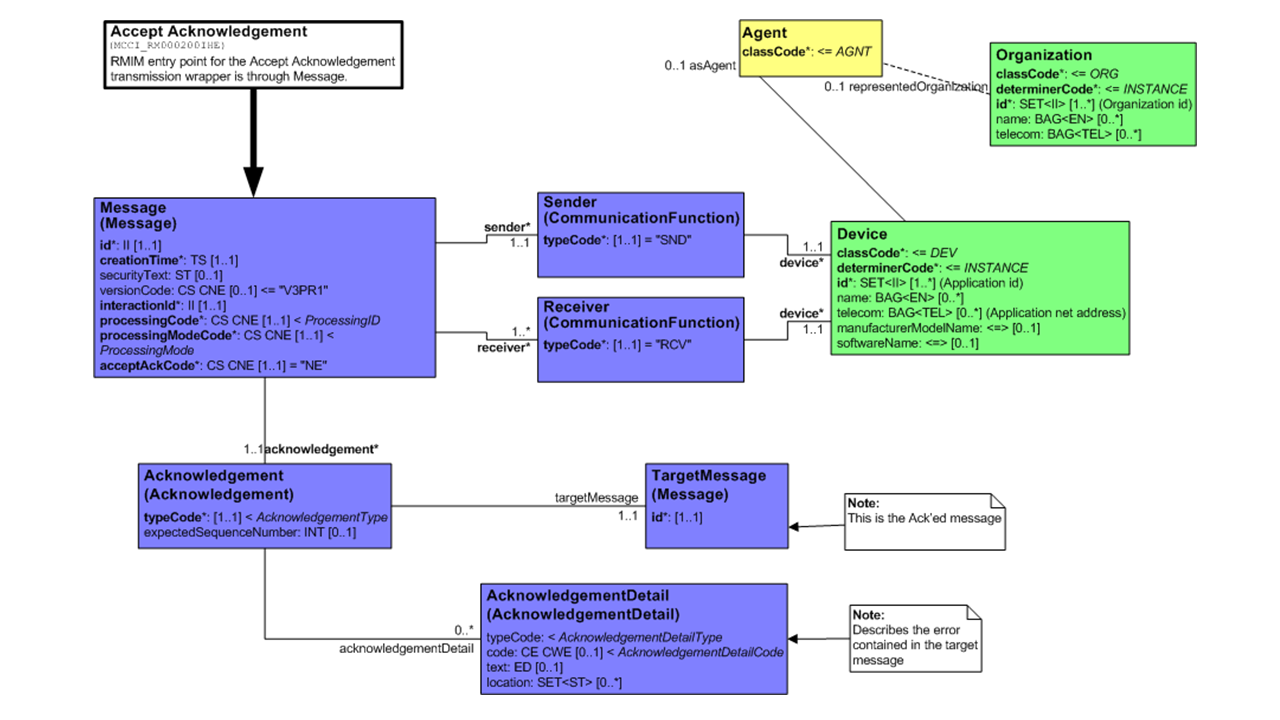 Accept Acknowledgement
(MCCI_RM000200IHE)
RMIM entry point for the Accept Acknowledgement
transmission wrapper is through Message.
Agent
classCode*: <= AGNT
0..1 asAgent
0..1 representedOrganization
Organization
classCode*: <= ORG
determinerCode*: <= INSTANCE
id*: SET<II> [1..*] (Organization id)
name: BAG<EN> [0..*]
telecom: BAG<TEL> [0..*]
Message
(Message)
id*: II [1..1]
creationTime*: TS [1..1]
securityText: ST [0..1]
versionCode: CS CNE [0..1] <= "V3PR1"
interactionId*: II [1..1]
processingCode*: CS CNE [1..1] < ProcessingID
processingModeCode*: CS CNE [1..1] <
ProcessingMode
acceptAckCode*: CS CNE [1..1] = "NE"
sender*
1..1
1..*
receiver*
Sender
(CommunicationFunction)
typeCode*: [1..1] = "SND"
Receiver
(CommunicationFunction)
typeCode*: [1..1] = "RCV"
1..1
device*
device*
1..1
Device
classCode*: <= DEV
determinerCode*: <= INSTANCE
id*: SET<II> [1..*] (Application id)
name: BAG<EN> [0..*]
telecom: BAG<TEL> [0..*] (Application net address)
manufacturerModelName: <=> [0..1]
softwareName: <=> [0..1]
1..1acknowledgement*
Acknowledgement
(Acknowledgement)
typeCode*: [1..1] < AcknowledgementType
expectedSequenceNumber: INT [0..1]
targetMessage
1..1
TargetMessage
(Message)
id*: [1..1]
Note:
This is the Ack'ed message
0..*
acknowledgementDetail
AcknowledgementDetail
(AcknowledgementDetail)
typeCode: < AcknowledgementDetailType
code: CE CWE [0..1] < AcknowledgementDetailCode
text: ED [0..1]
location: SET<ST> [0..*]
Note:
Describes the error
contained in the target
message